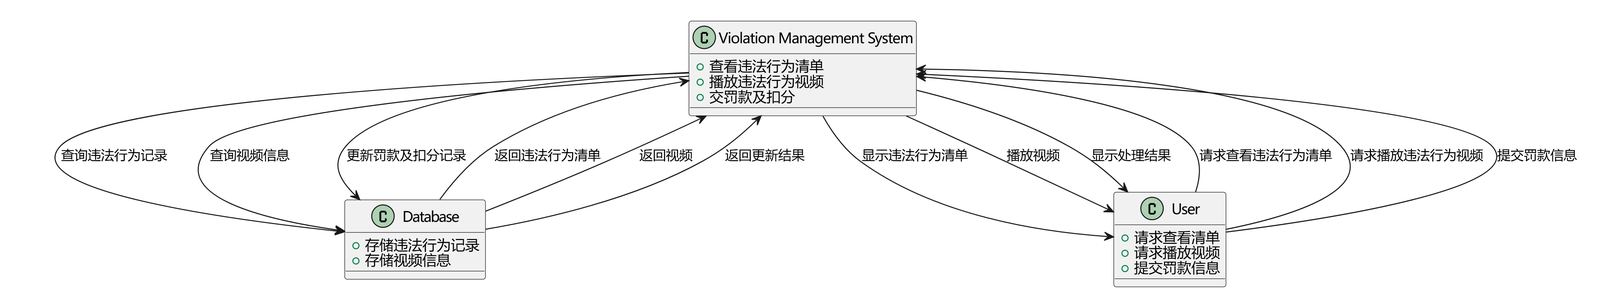 C Violation Management System
查看违法行为清单
播放违法行为视频
交罚款及扣分
查询违法行为记录
查询视频信息
更新罚款及扣分记录
返回违法行为清单
返回视频
返回更新结果
显示违法行为清单
播放视频
显示处理结果
请求查看违法行为清单
请求播放违法行为视频
提交罚款信息
C Database
存储违法行为记录
存储视频信息
C User
请求查看清单
请求播放视频
提交罚款信息